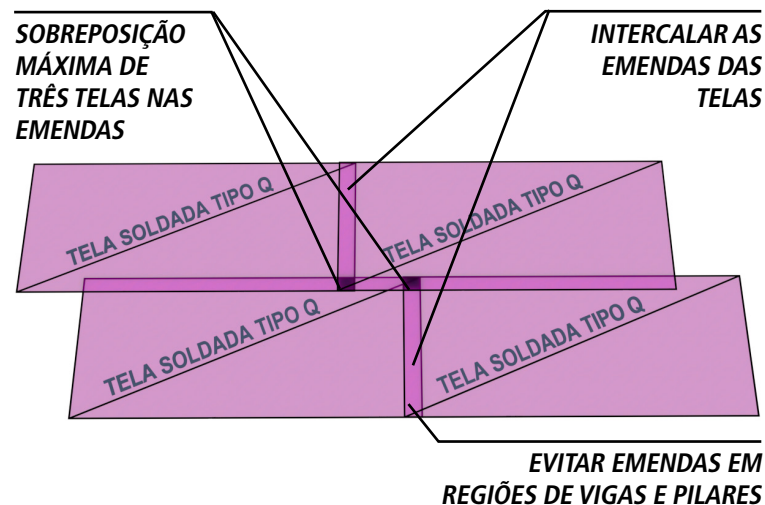 SOBREPOSIÇÃO
MÁXIMA DE
TRÊS TELAS NAS
EMENDAS
INTERCALAR AS
EMENDAS DAS
TELAS
TELA SOLDADA TIPO Q
TELA SOLDADA TIPO Q
TELA SOLDADA TIPO Q
TELA SOLDADA TIPO Q
EVITAR EMENDAS EM
REGIÕES DE VIGAS E PILARES